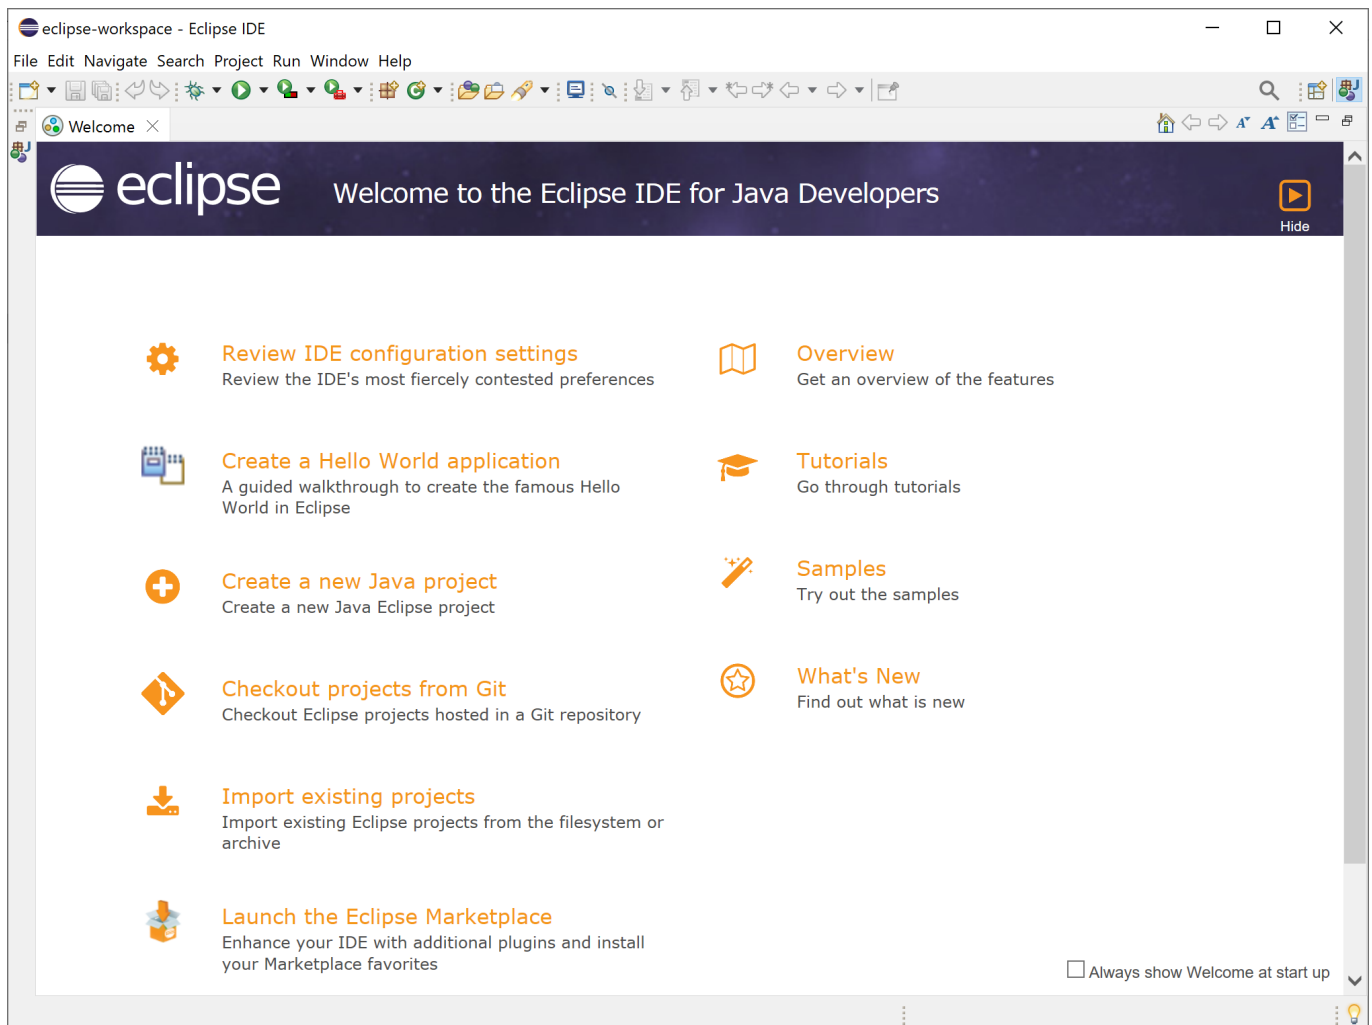 eclipse-workspace - Eclipse IDE
File Edit Navigate Search Project Run Window Help
Welcome
eclipse
Welcome to the Eclipse IDE for Java Developers
Hide
Review IDE configuration settings
Review the IDE's most fiercely contested preferences
Create a Hello World application
A guided walkthrough to create the famous Hello
World in Eclipse
Create a new Java project
Create a new Java Eclipse project
Checkout projects from Git
Checkout Eclipse projects hosted in a Git repository
Import existing projects
Import existing Eclipse projects from the filesystem or
archive
Launch the Eclipse Marketplace
Enhance your IDE with additional plugins and install
your Marketplace favorites
Overview
Get an overview of the features
Tutorials
Go through tutorials
Samples
Try out the samples
What's New
Find out what is new
Always show Welcome at start up